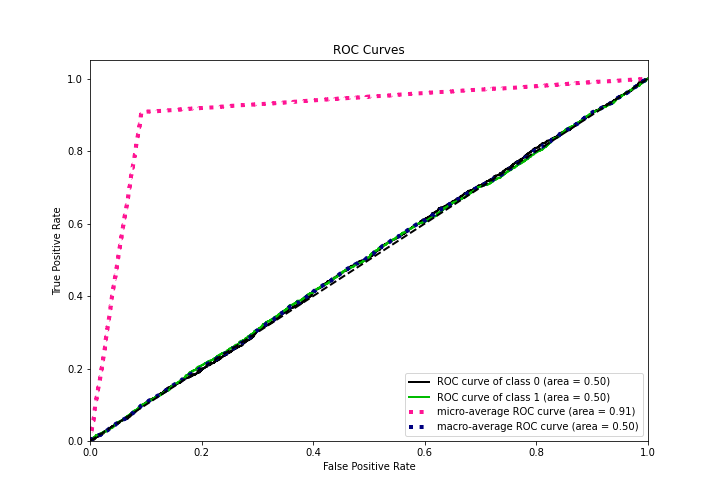 ROC Curves
1.0
0.8
0.6
0.4
0.2
0.0
True Positive Rate
0.0 0.2 0.4 0.6 0.8 1.0
False Positive Rate
ROC curve of class 0 (area = 0.50)
ROC curve of class 1 (area = 0.50)
micro-average ROC curve (area = 0.91)
macro-average ROC curve (area = 0.50)